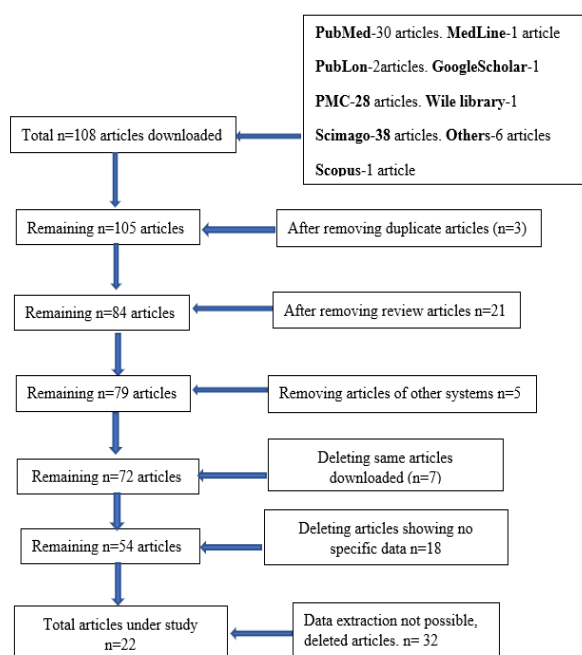 PubMed-30 articles. MedLine-1 article
PubLon-2articles. GoogleScholar-1
PMC-28 articles. Wile library-1
Scimago-38 articles. Others-6 articles
Scopus-1 article
Total n=108 articles downloaded
Remaining n=105 articles
After removing duplicate articles (n=3)
Remaining n=84 articles
After removing review articles n=21
Remaining n=79 articles
Removing articles of other systems n=5
Remaining n=72 articles
Deleting same articles
downloaded (n=7)
Remaining n=54 articles
Deleting articles showing no
specific data n=18
Total articles under study
n=22
Data extraction not possible,
deleted articles. n= 32